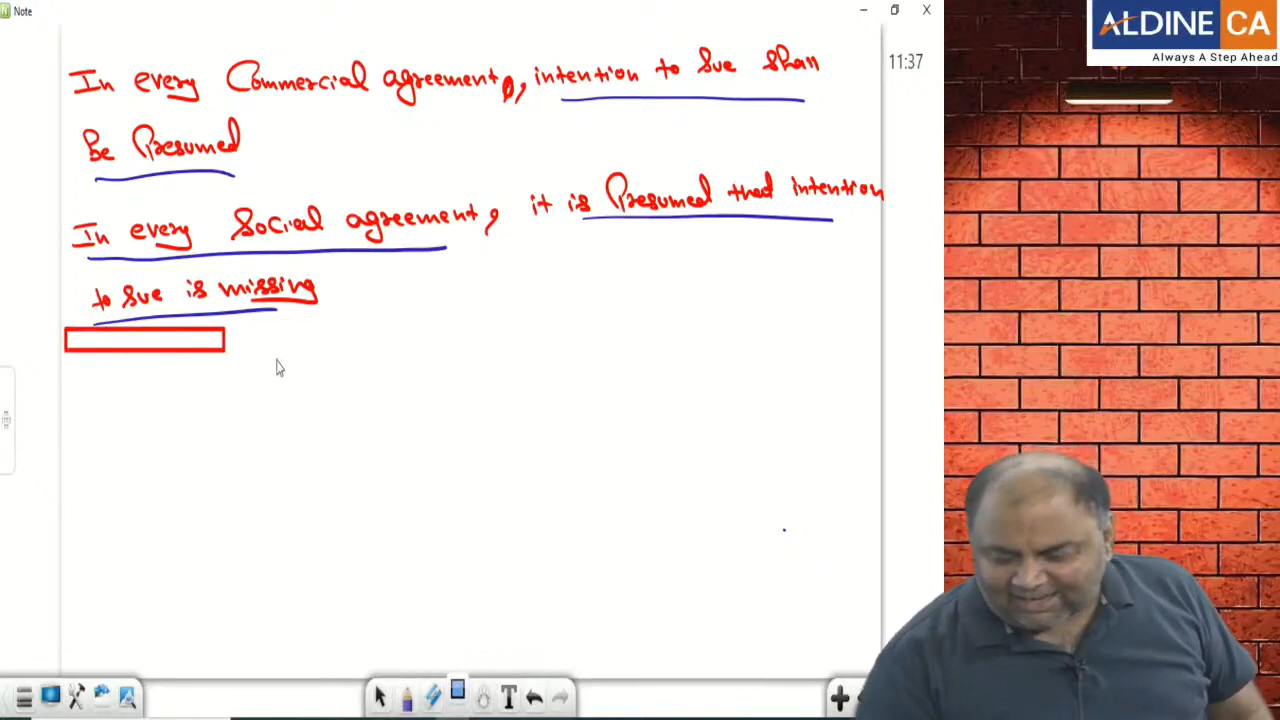 Note
ALDINE CA
Always A Step Ahead
11:37
In every Commercial agreement, intention to sue shall
be Presumed
In every Social agreement, it is Presumed that intention
to sue is missing
T